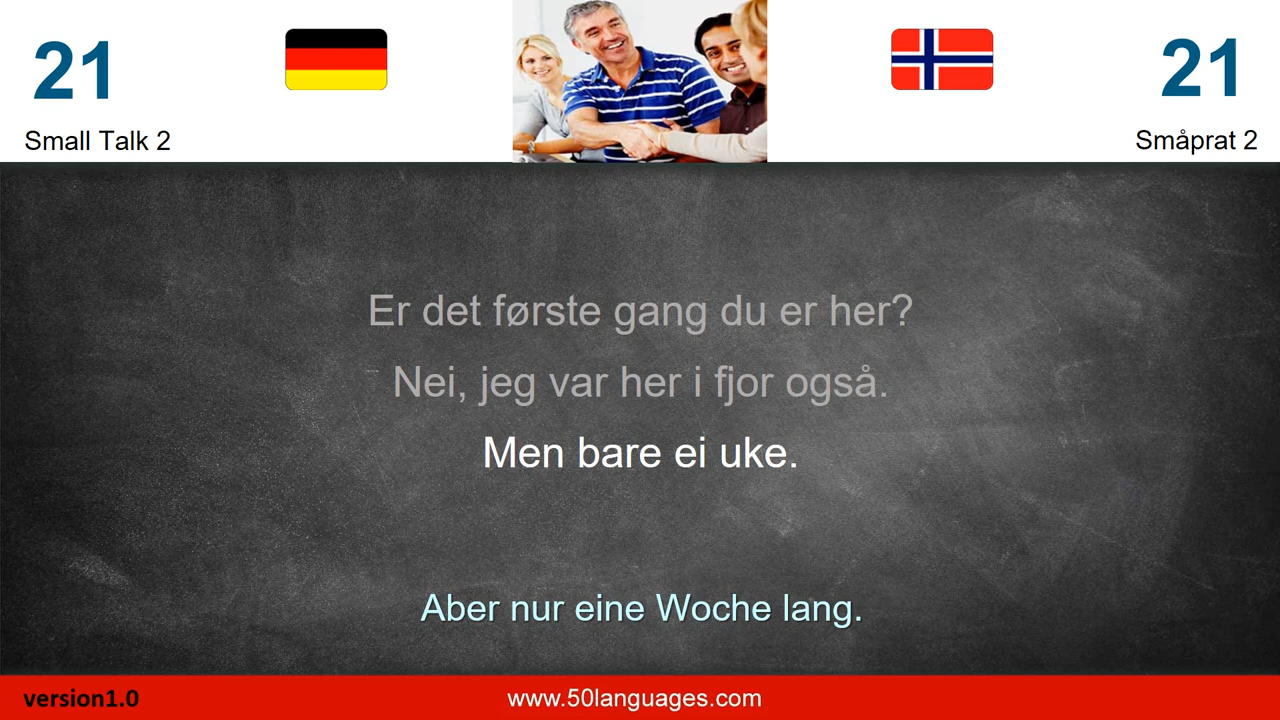 21
21
Small Talk 2
Småprat 2
Er det første gang du er her?
Nei, jeg var her i fjor også.
Men bare ei uke.
Aber nur eine Woche lang.
version1.0
www.50languages.com